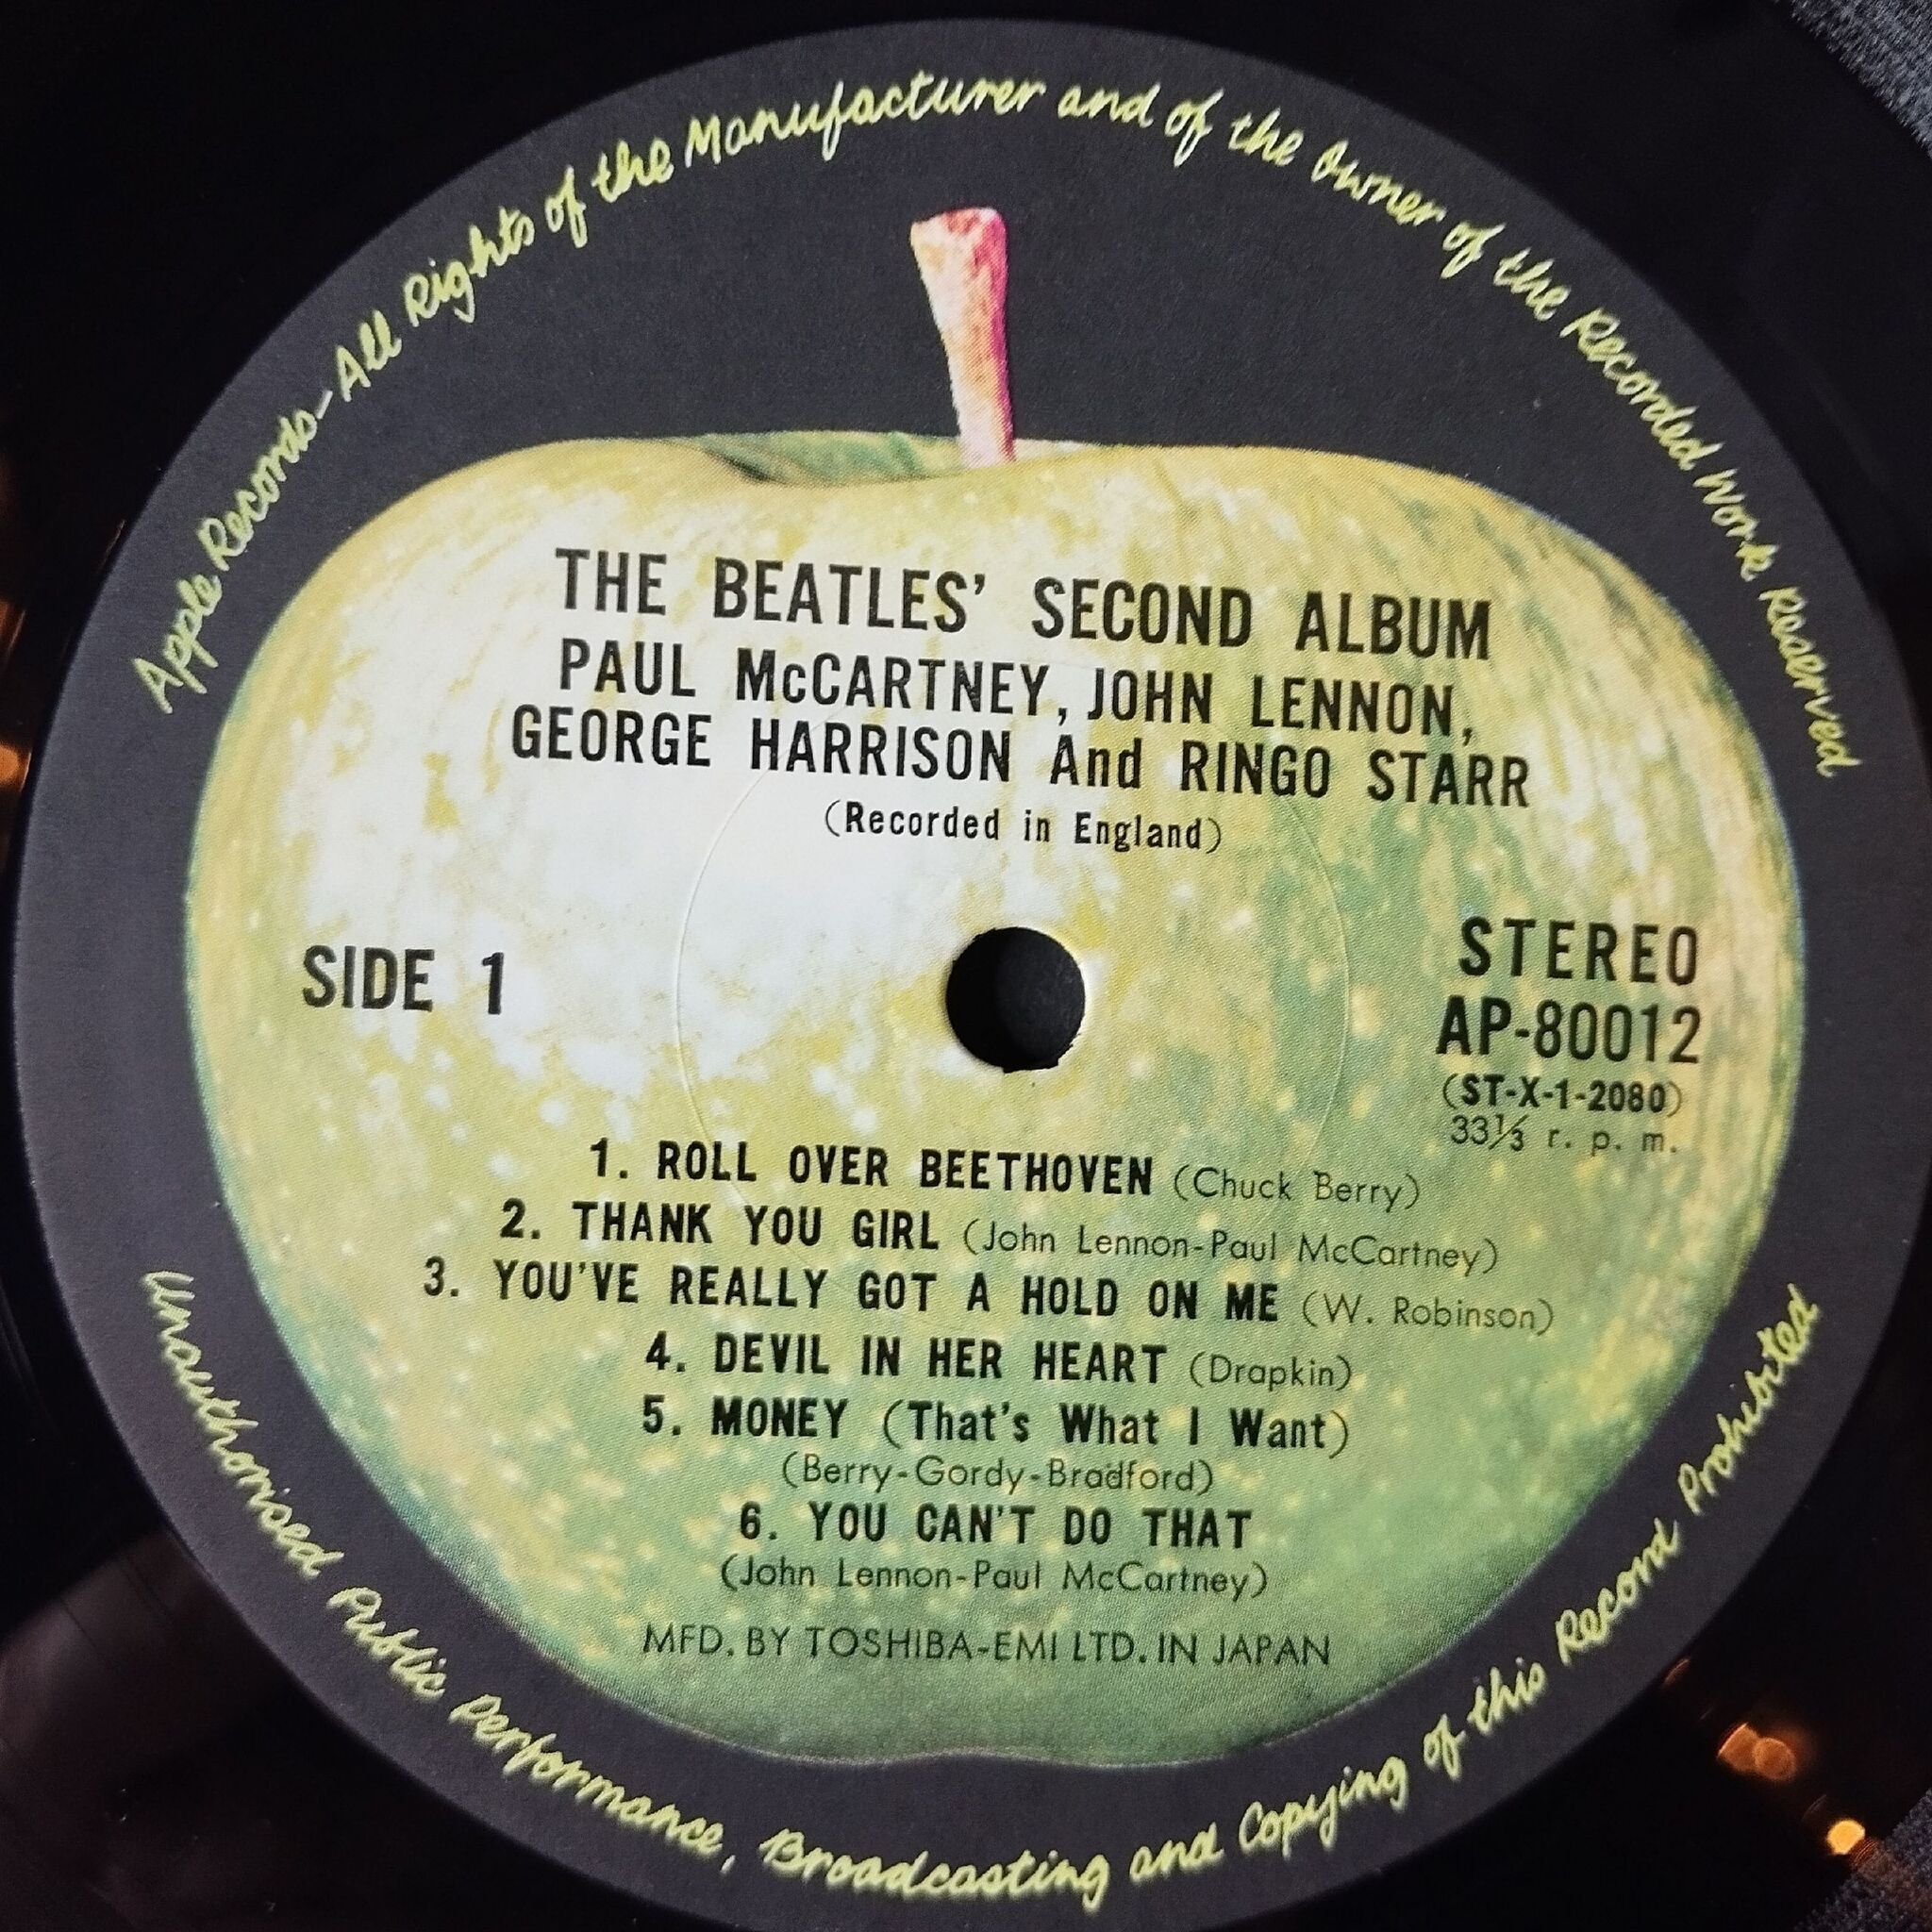 Apple Records-All Rights of the Manufacturer and of the Owner of the Recorded Work Reserved
THE BEATLES' SECOND ALBUM
PAUL McCARTNEY, JOHN LENNON,
GEORGE HARRISON And RINGO STARR
(Recorded in England)
SIDE 1
STEREO
AP-80012
(ST-X-1-2080)
33⅓ r. p. m.
1. ROLL OVER BEETHOVEN (Chuck Berry)
2. THANK YOU GIRL (John Lennon-Paul McCartney)
3. YOU'VE REALLY GOT A HOLD ON ME (W. Robinson)
4. DEVIL IN HER HEART (Drapkin)
5. MONEY (That's What I Want)
(Berry-Gordy-Bradford)
6. YOU CAN'T DO THAT
(John Lennon-Paul McCartney)
MFD. BY TOSHIBA-EMI LTD. IN JAPAN
Unauthorised Public Performance, Broadcasting and Copying of this Record Prohibited